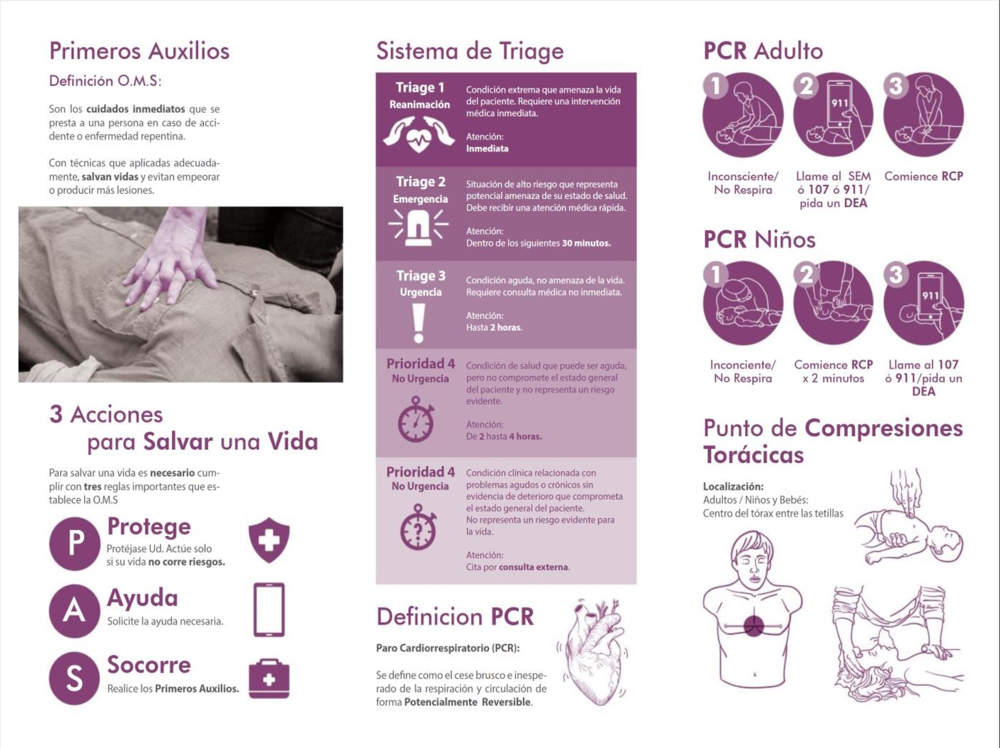 Primeros Auxilios
Definición O.M.S:
Son los cuidados inmediatos que se
presta a una persona en caso de acci-
dente o enfermedad repentina.
Con técnicas que aplicadas adecuada-
mente, salvan vidas y evitan empeorar
o producir más lesiones.
3 Acciones
para Salvar una Vida
Para salvar una vida es necesario cum-
plir con tres reglas importantes que es-
tablece la O.M.S
P
Protege
Protéjase Ud. Actúe solo
si su vida no corre riesgos.
A
Ayuda
Solicite la ayuda necesaria.
S
Socorre
Realice los Primeros Auxilios.
Sistema de Triage
Triage 1
Reanimación
Condición extrema que amenaza la vida
del paciente. Requiere una intervención
médica inmediata.
Atención:
Inmediata
Triage 2
Emergencia
Situación de alto riesgo que representa
potencial amenaza de su estado de salud.
Debe recibir una atención médica rápida.
Atención:
Dentro de los siguientes 30 minutos.
Triage 3
Urgencia
!
Condición aguda, no amenaza de la vida.
Requiere consulta médica no inmediata.
Atención:
Hasta 2 horas.
Prioridad 4
No Urgencia
Condición de salud que puede ser aguda,
pero no compromete el estado general
del paciente y no representa un riesgo
evidente.
Atención:
De 2 hasta 4 horas.
Prioridad 4
No Urgencia
?
Condición clínica relacionada con
problemas agudos o crónicos sin
evidencia de deterioro que comprometa
el estado general del paciente.
No representa un riesgo evidente para
la vida.
Atención:
Cita por consulta externa.
Definicion PCR
Paro Cardiorrespiratorio (PCR):
Se define como el cese brusco e inespe-
rado de la respiración y circulación de
forma Potencialmente Reversible.
PCR Adulto
1
Inconsciente/
No Respira
2
911
Llame al SEM
ó 107 ó 911/
pida un DEA
3
Comience RCP
PCR Niños
1
Inconciente/
No Respira
2
Comience RCP
x 2 minutos
3
911
Llame al 107
ó 911/pida un
DEA
Punto de Compresiones
Torácicas
Localización:
Adultos / Niños y Bebés:
Centro del tórax entre las tetillas